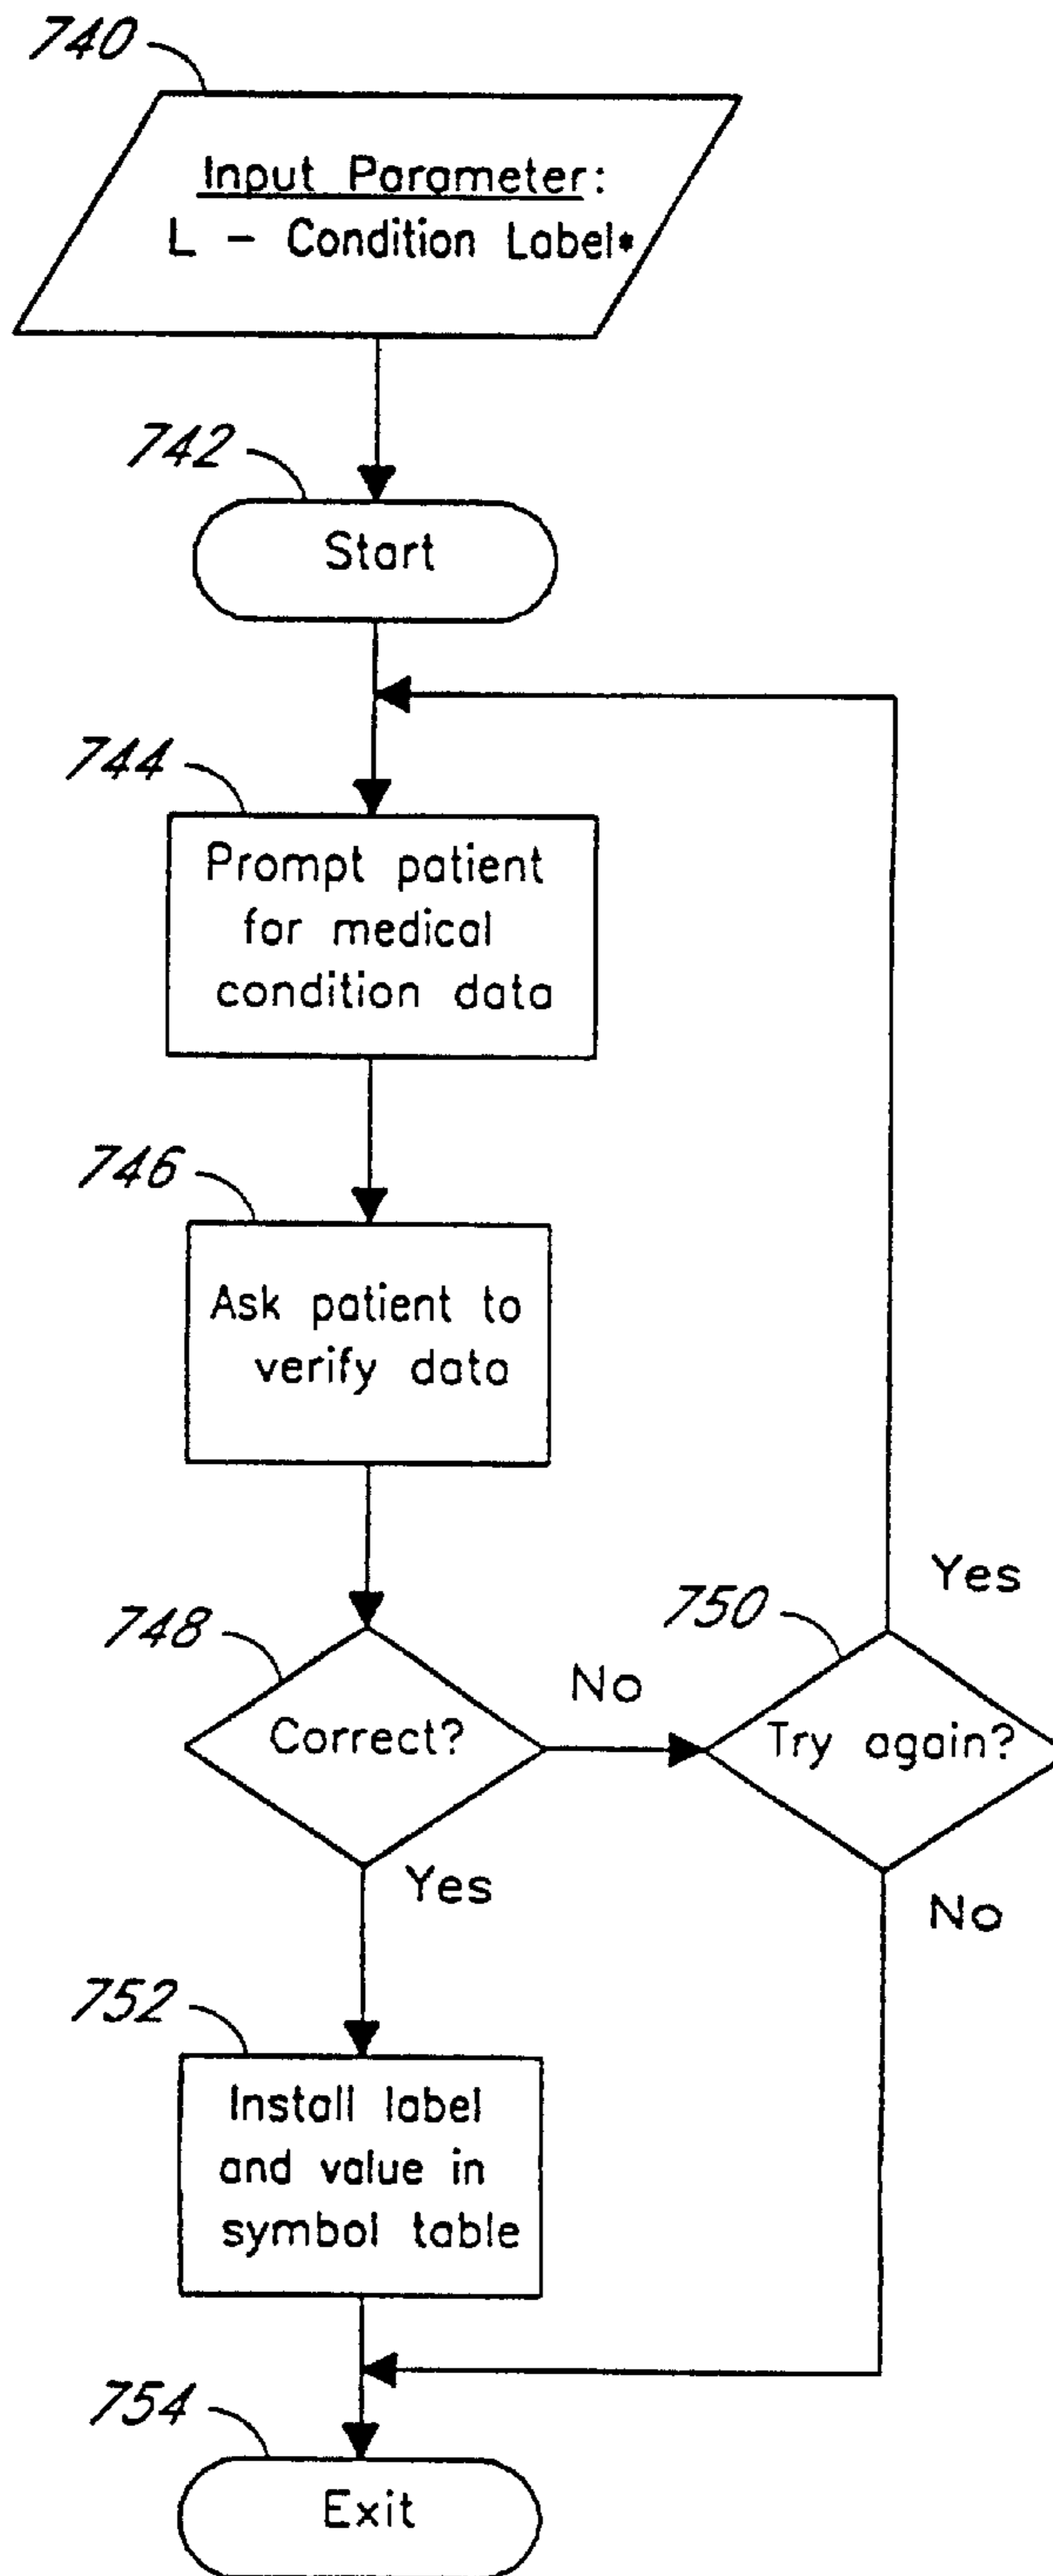 740
Input Parameter:
L - Condition Label*
742
Start
744
Prompt patient
for medical
condition data
746
Ask patient to
verify data
748
Correct?
No
750
Try again?
Yes
Yes
No
752
Install label
and value in
symbol table
754
Exit